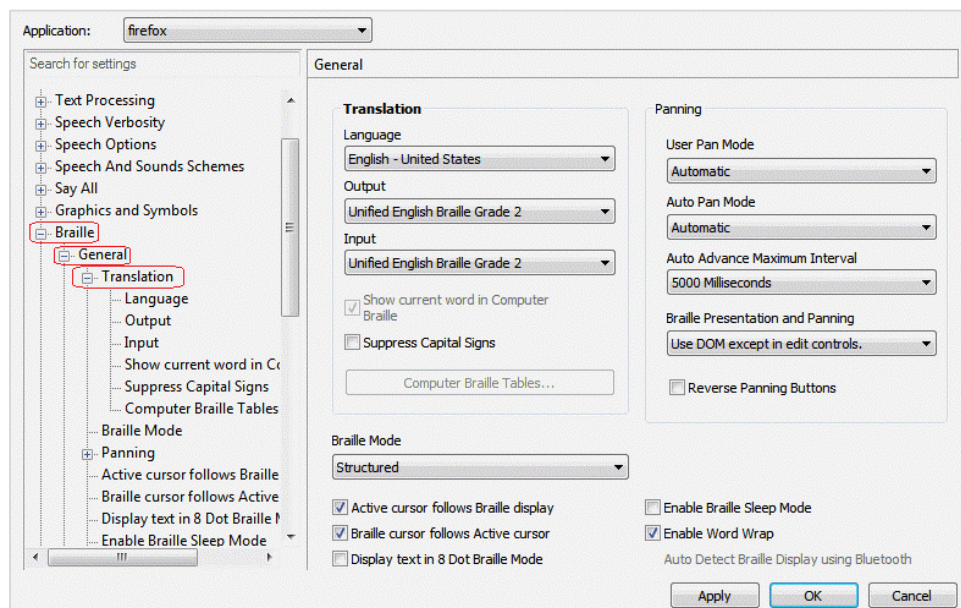 Application: firefox
Search for settings
Text Processing
Speech Verbosity
Speech Options
Speech And Sounds Schemes
Say All
Graphics and Symbols
Braille
General
Translation
Language
Output
Input
Show current word in Co
Suppress Capital Signs
Computer Braille Tables
Braille Mode
Panning
Active cursor follows Braille
Braille cursor follows Active
Display text in 8 Dot Braille M
Enable Braille Sleep Mode
General
Translation
Language
English - United States
Output
Unified English Braille Grade 2
Input
Unified English Braille Grade 2
Show current word in Computer
Braille
Suppress Capital Signs
Computer Braille Tables...
Panning
User Pan Mode
Automatic
Auto Pan Mode
Automatic
Auto Advance Maximum Interval
5000 Milliseconds
Braille Presentation and Panning
Use DOM except in edit controls.
Reverse Panning Buttons
Braille Mode
Structured
Active cursor follows Braille display
Braille cursor follows Active cursor
Display text in 8 Dot Braille Mode
Enable Braille Sleep Mode
Enable Word Wrap
Auto Detect Braille Display using Bluetooth
Apply OK Cancel